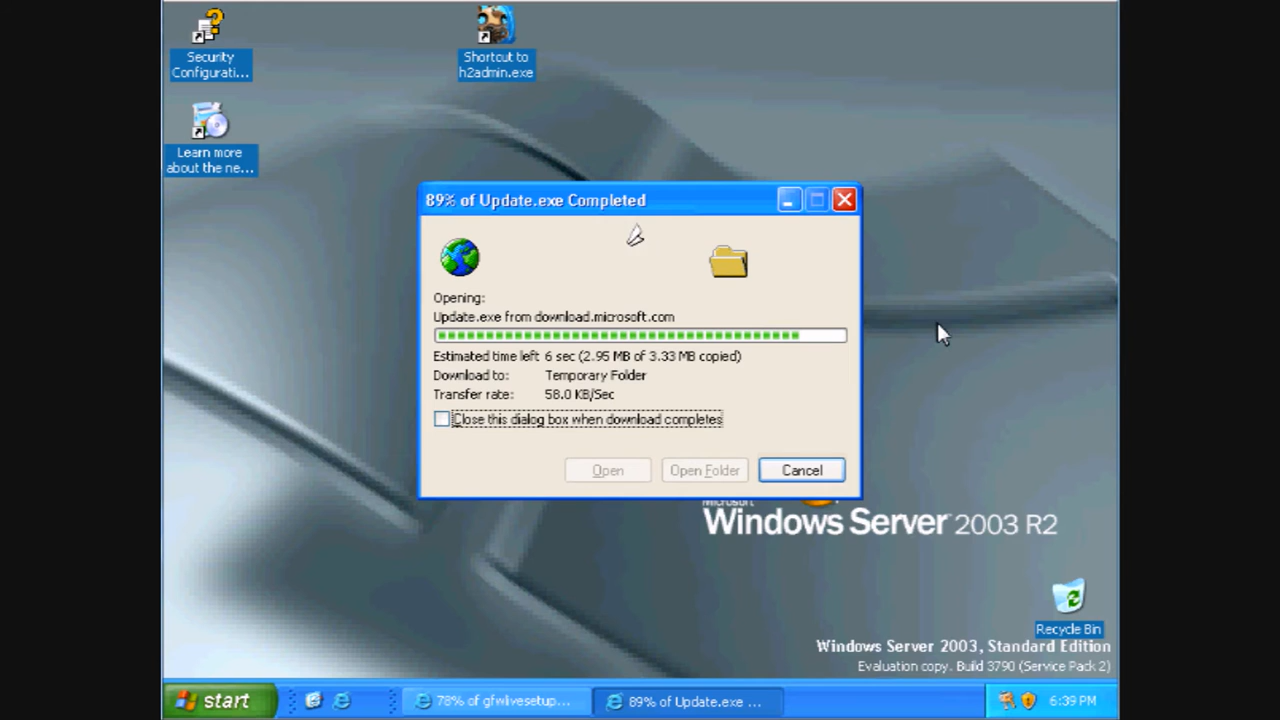 Security
Configurati...
Shortcut to
h2admin.exe
Learn more
about the ne...
89% of Update.exe Completed
Opening:
Update.exe from download.microsoft.com
Estimated time left 6 sec (2.95 MB of 3.33 MB copied)
Download to: Temporary Folder
Transfer rate: 58.0 KB/Sec
Close this dialog box when download completes
Open Open Folder Cancel
Microsoft
Windows Server 2003 R2
Recycle Bin
Windows Server 2003, Standard Edition
Evaluation copy. Build 3790 (Service Pack 2)
start 78% of gfwlivesetup... 89% of Update.exe ... 6:39 PM